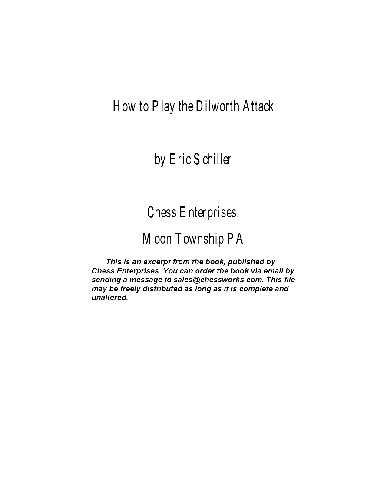 How to Play the Dilworth Attack
by Eric Schiller
Chess Enterprises
Moon Township PA
This is an excerpt from the book, published by
Chess Enterprises. You can order the book via email by
sending a message to sales@chessworks.com. This file
may be freely distributed as long as it is complete and
unaltered.